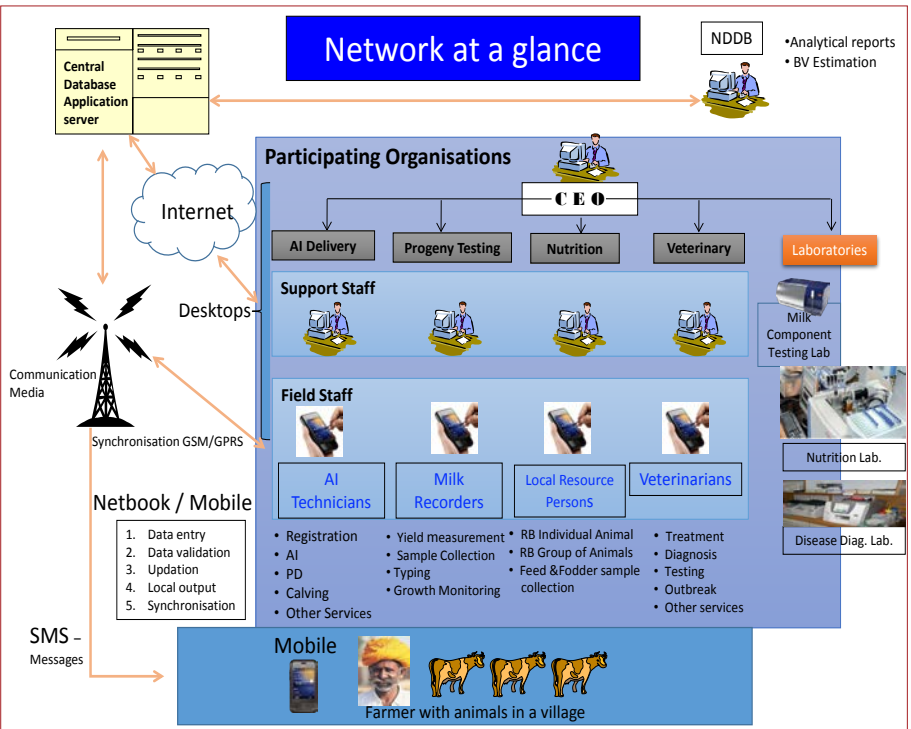 Network at a glance
NDDB
•Analytical reports
• BV Estimation
Central
Database
Application
server
Internet
Participating Organisations
CEO
AI Delivery
Progeny Testing
Nutrition
Veterinary
Laboratories
Desktops
Support Staff
Milk
Component
Testing Lab
Communication
Media
Field Staff
Synchronisation GSM/GPRS
Nutrition Lab.
AI
Technicians
Milk
Recorders
Local Resource
Persons
Veterinarians
Disease Diag. Lab.
Netbook / Mobile
1. Data entry
2. Data validation
3. Updation
4. Local output
5. Synchronisation
• Registration
• AI
• PD
• Calving
• Other Services
• Yield measurement
• Sample Collection
• Typing
• Growth Monitoring
• RB Individual Animal
• RB Group of Animals
• Feed &Fodder sample
collection
• Treatment
• Diagnosis
• Testing
• Outbreak
• Other services
SMS –
Messages
Mobile
Farmer with animals in a village